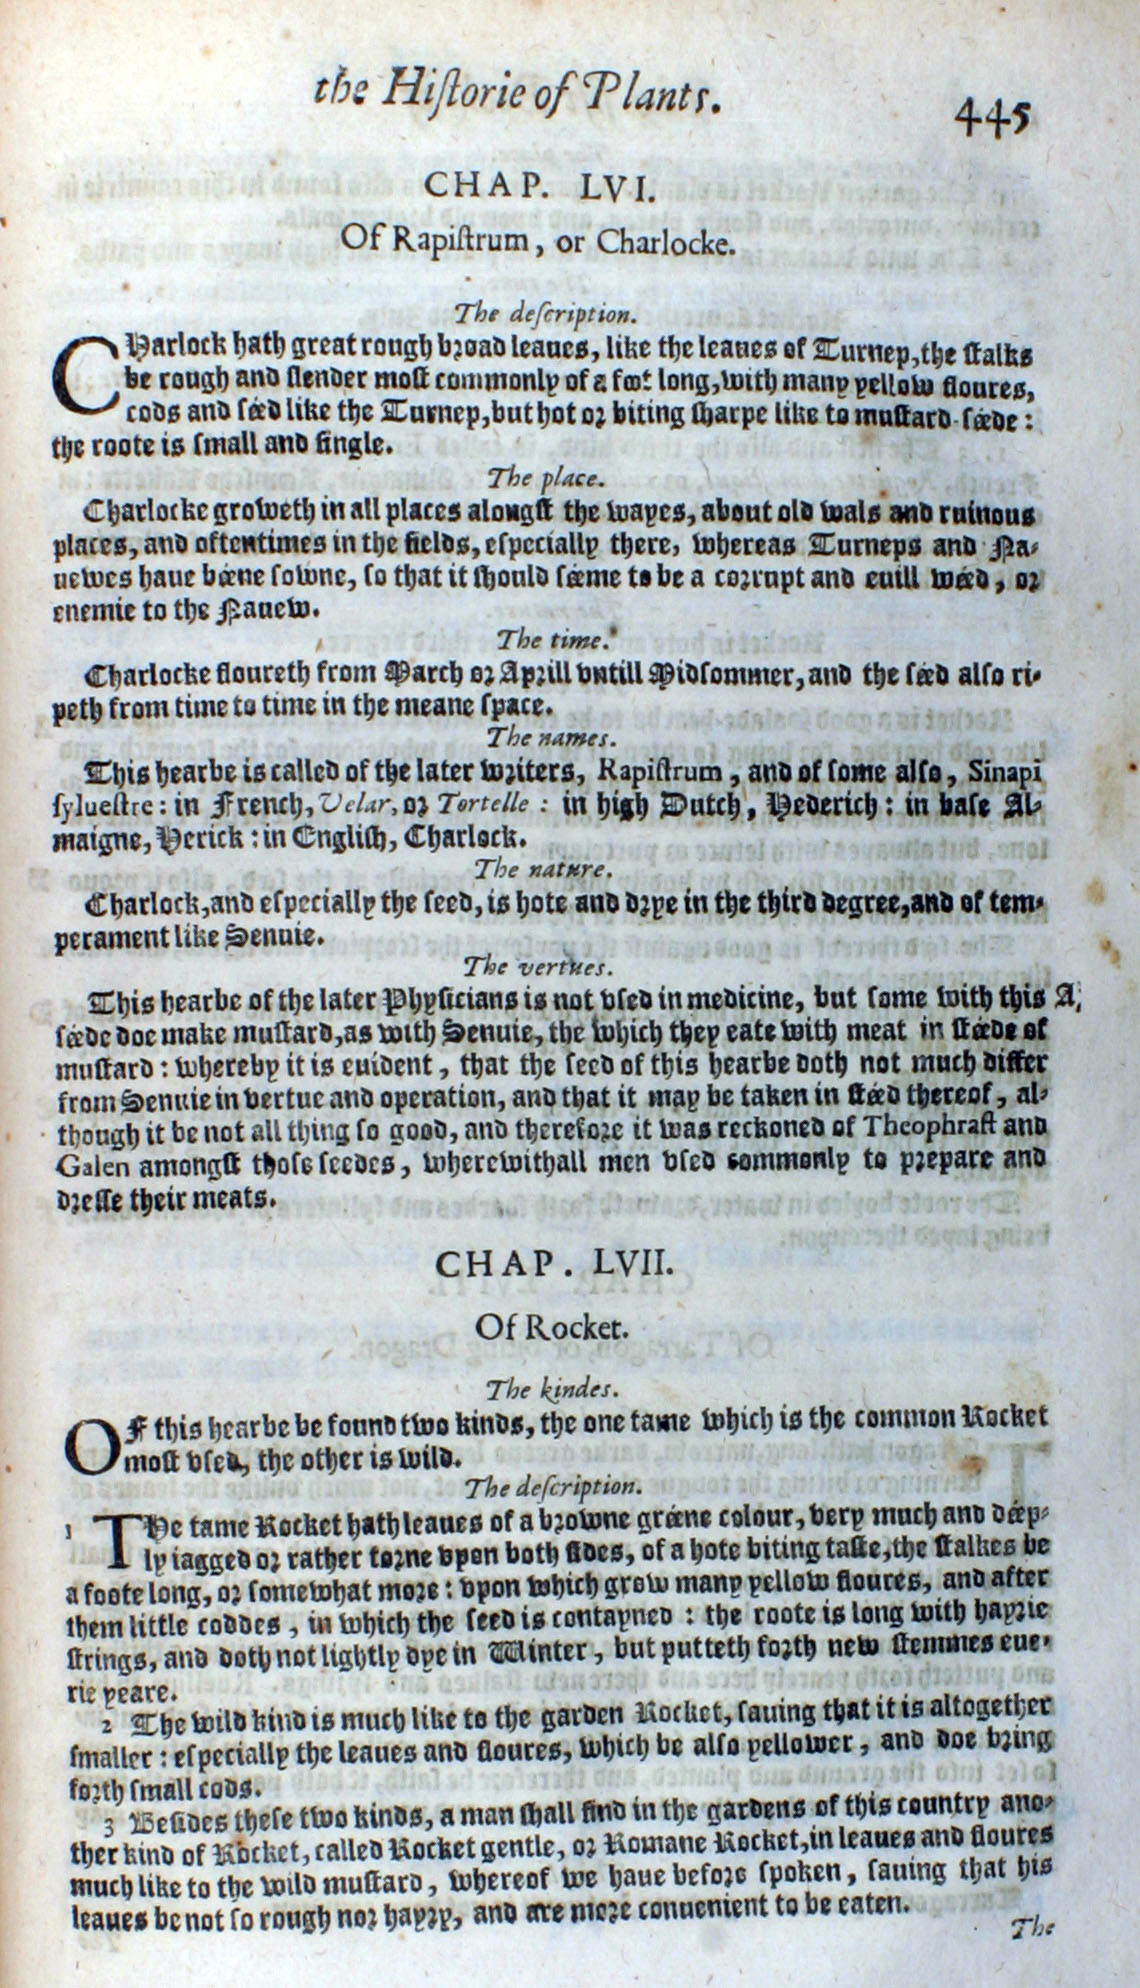 the Hiſtorie of Plants.
445
CHAP. LVI.
Of Rapiſtrum, or Charlocke.
The deſcription.
CHarlock hath great rough broad leaues, like the leaues of Turnep, the ſtalks
be rough and ſlender moſt commonly of a foot long, with many yellow floures,
cods and ſeed like the Turnep, but hot or biting ſharpe like to muſtard-ſeede:
the roote is ſmall and ſingle.
The place.
Charlocke groweth in all places alongſt the wayes, about old wals and ruinous
places, and oftentimes in the fields, eſpecially there, whereas Turneps and Na-
uewes haue beene ſowne, ſo that it ſhould ſeeme to be a corrupt and euill weed, or
enemie to the Nauew.
The time.
Charlocke floureth from March or Aprill vntill Midſommer, and the ſeed alſo ri-
peth from time to time in the meane ſpace.
The names.
This hearbe is called of the later writers, Rapiſtrum, and of ſome alſo, Sinapi
ſylueſtre: in French, Velar, or Tortelle: in high Dutch, Hederich: in baſe Al-
maigne, Herick: in Engliſh, Charlock.
The nature.
Charlock, and eſpecially the ſeed, is hote and drye in the third degree, and of tem-
perament like Senuie.
The vertues.
This hearbe of the later Phyſicians is not vſed in medicine, but ſome with this A
ſeede doe make muſtard, as with Senuie, the which they eate with meat in ſteede of
muſtard: whereby it is euident, that the ſeed of this hearbe doth not much differ
from Senuie in vertue and operation, and that it may be taken in ſteed thereof, al-
though it be not all thing ſo good, and therefore it was reckoned of Theophraſt and
Galen amongſt thoſe ſeedes, wherewithall men vſed commonly to prepare and
dreſſe their meats.
CHAP. LVII.
Of Rocket.
The kindes.
OF this hearbe be found two kinds, the one tame which is the common Rocket
moſt vſed, the other is wild.
The deſcription.
1 THe tame Rocket hath leaues of a browne greene colour, very much and deep-
ly iagged or rather torne vpon both ſides, of a hote biting taſte, the ſtalkes be
a foote long, or ſomewhat more: vpon which grow many yellow floures, and after
them little coddes, in which the ſeed is contayned: the roote is long with hayrie
ſtrings, and doth not lightly dye in Winter, but putteth forth new ſtemmes eue-
rie yeare.
2 The wild kind is much like to the garden Rocket, ſauing that it is altogether
ſmaller: eſpecially the leaues and floures, which be alſo yellower, and doe bring
forth ſmall cods.
3 Beſides theſe two kinds, a man ſhall find in the gardens of this country ano-
ther kind of Rocket, called Rocket gentle, or Romane Rocket, in leaues and floures
much like to the wild muſtard, whereof we haue before ſpoken, ſauing that his
leaues be not ſo rough nor hayry, and are more conuenient to be eaten.
The